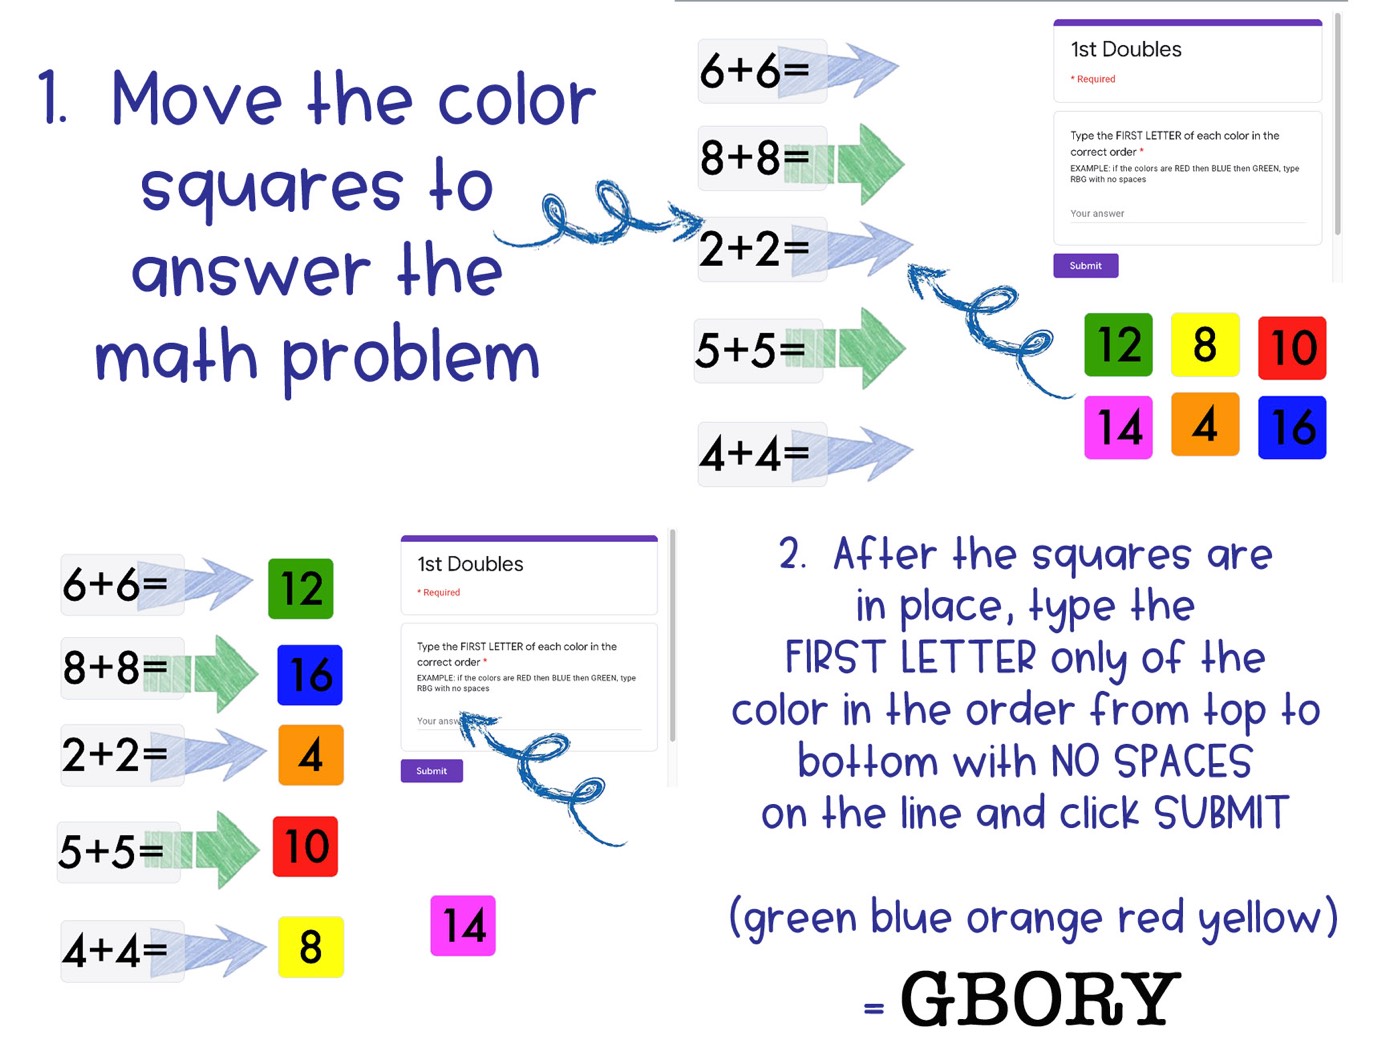 1. Move the color
squares to
answer the
math problem
6+6=
8+8=
2+2=
5+5=
4+4=
1st Doubles
* Required
Type the FIRST LETTER of each color in the
correct order *
EXAMPLE: if the colors are RED then BLUE then GREEN, type
RBG with no spaces
Your answer
Submit
12 8 10
14 4 16
6+6= 12
8+8= 16
2+2= 4
5+5= 10
4+4= 8
1st Doubles
* Required
Type the FIRST LETTER of each color in the
correct order *
EXAMPLE: if the colors are RED then BLUE then GREEN, type
RBG with no spaces
Your answ
Submit
14
2. After the squares are
in place, type the
FIRST LETTER only of the
color in the order from top to
bottom with NO SPACES
on the line and click SUBMIT
(green blue orange red yellow)
= GBORY